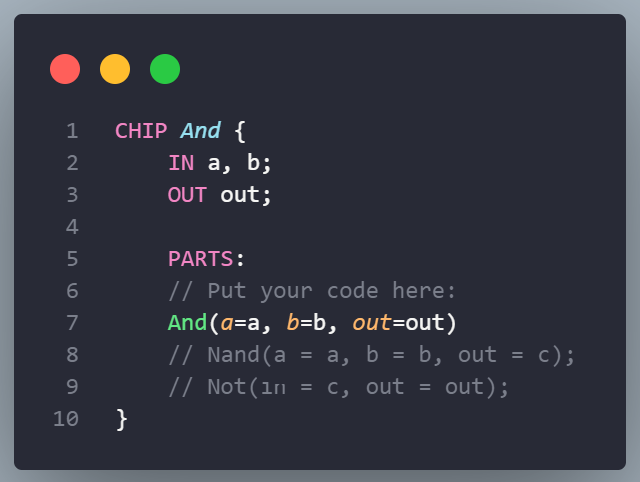 1 CHIP And {
2     IN a, b;
3     OUT out;
4
5     PARTS:
6     // Put your code here:
7     And(a=a, b=b, out=out)
8     // Nand(a = a, b = b, out = c);
9     // Not(in = c, out = out);
10 }